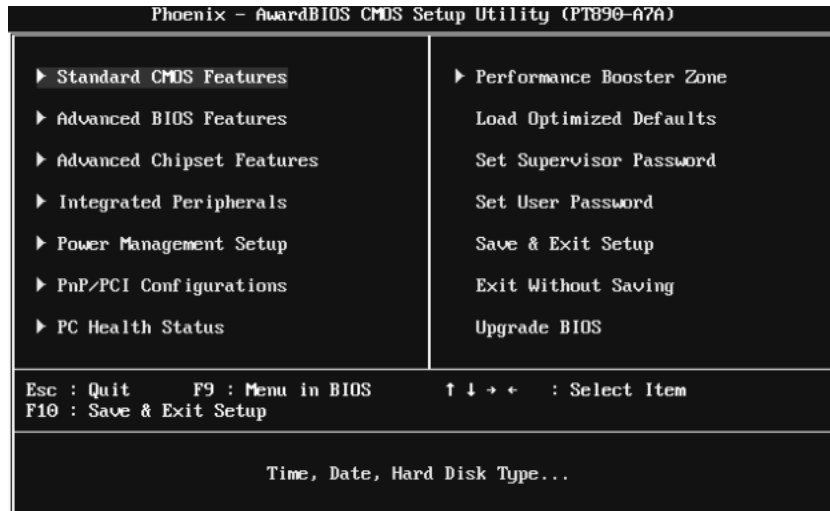 Phoenix - AwardBIOS CMOS Setup Utility (PT890-A7A)
Standard CMOS Features
Advanced BIOS Features
Advanced Chipset Features
Integrated Peripherals
Power Management Setup
PnP/PCI Configurations
PC Health Status
Performance Booster Zone
Load Optimized Defaults
Set Supervisor Password
Set User Password
Save & Exit Setup
Exit Without Saving
Upgrade BIOS
Esc : Quit F9 : Menu in BIOS ↑ ↓ → ← : Select Item
F10 : Save & Exit Setup
Time, Date, Hard Disk Type...